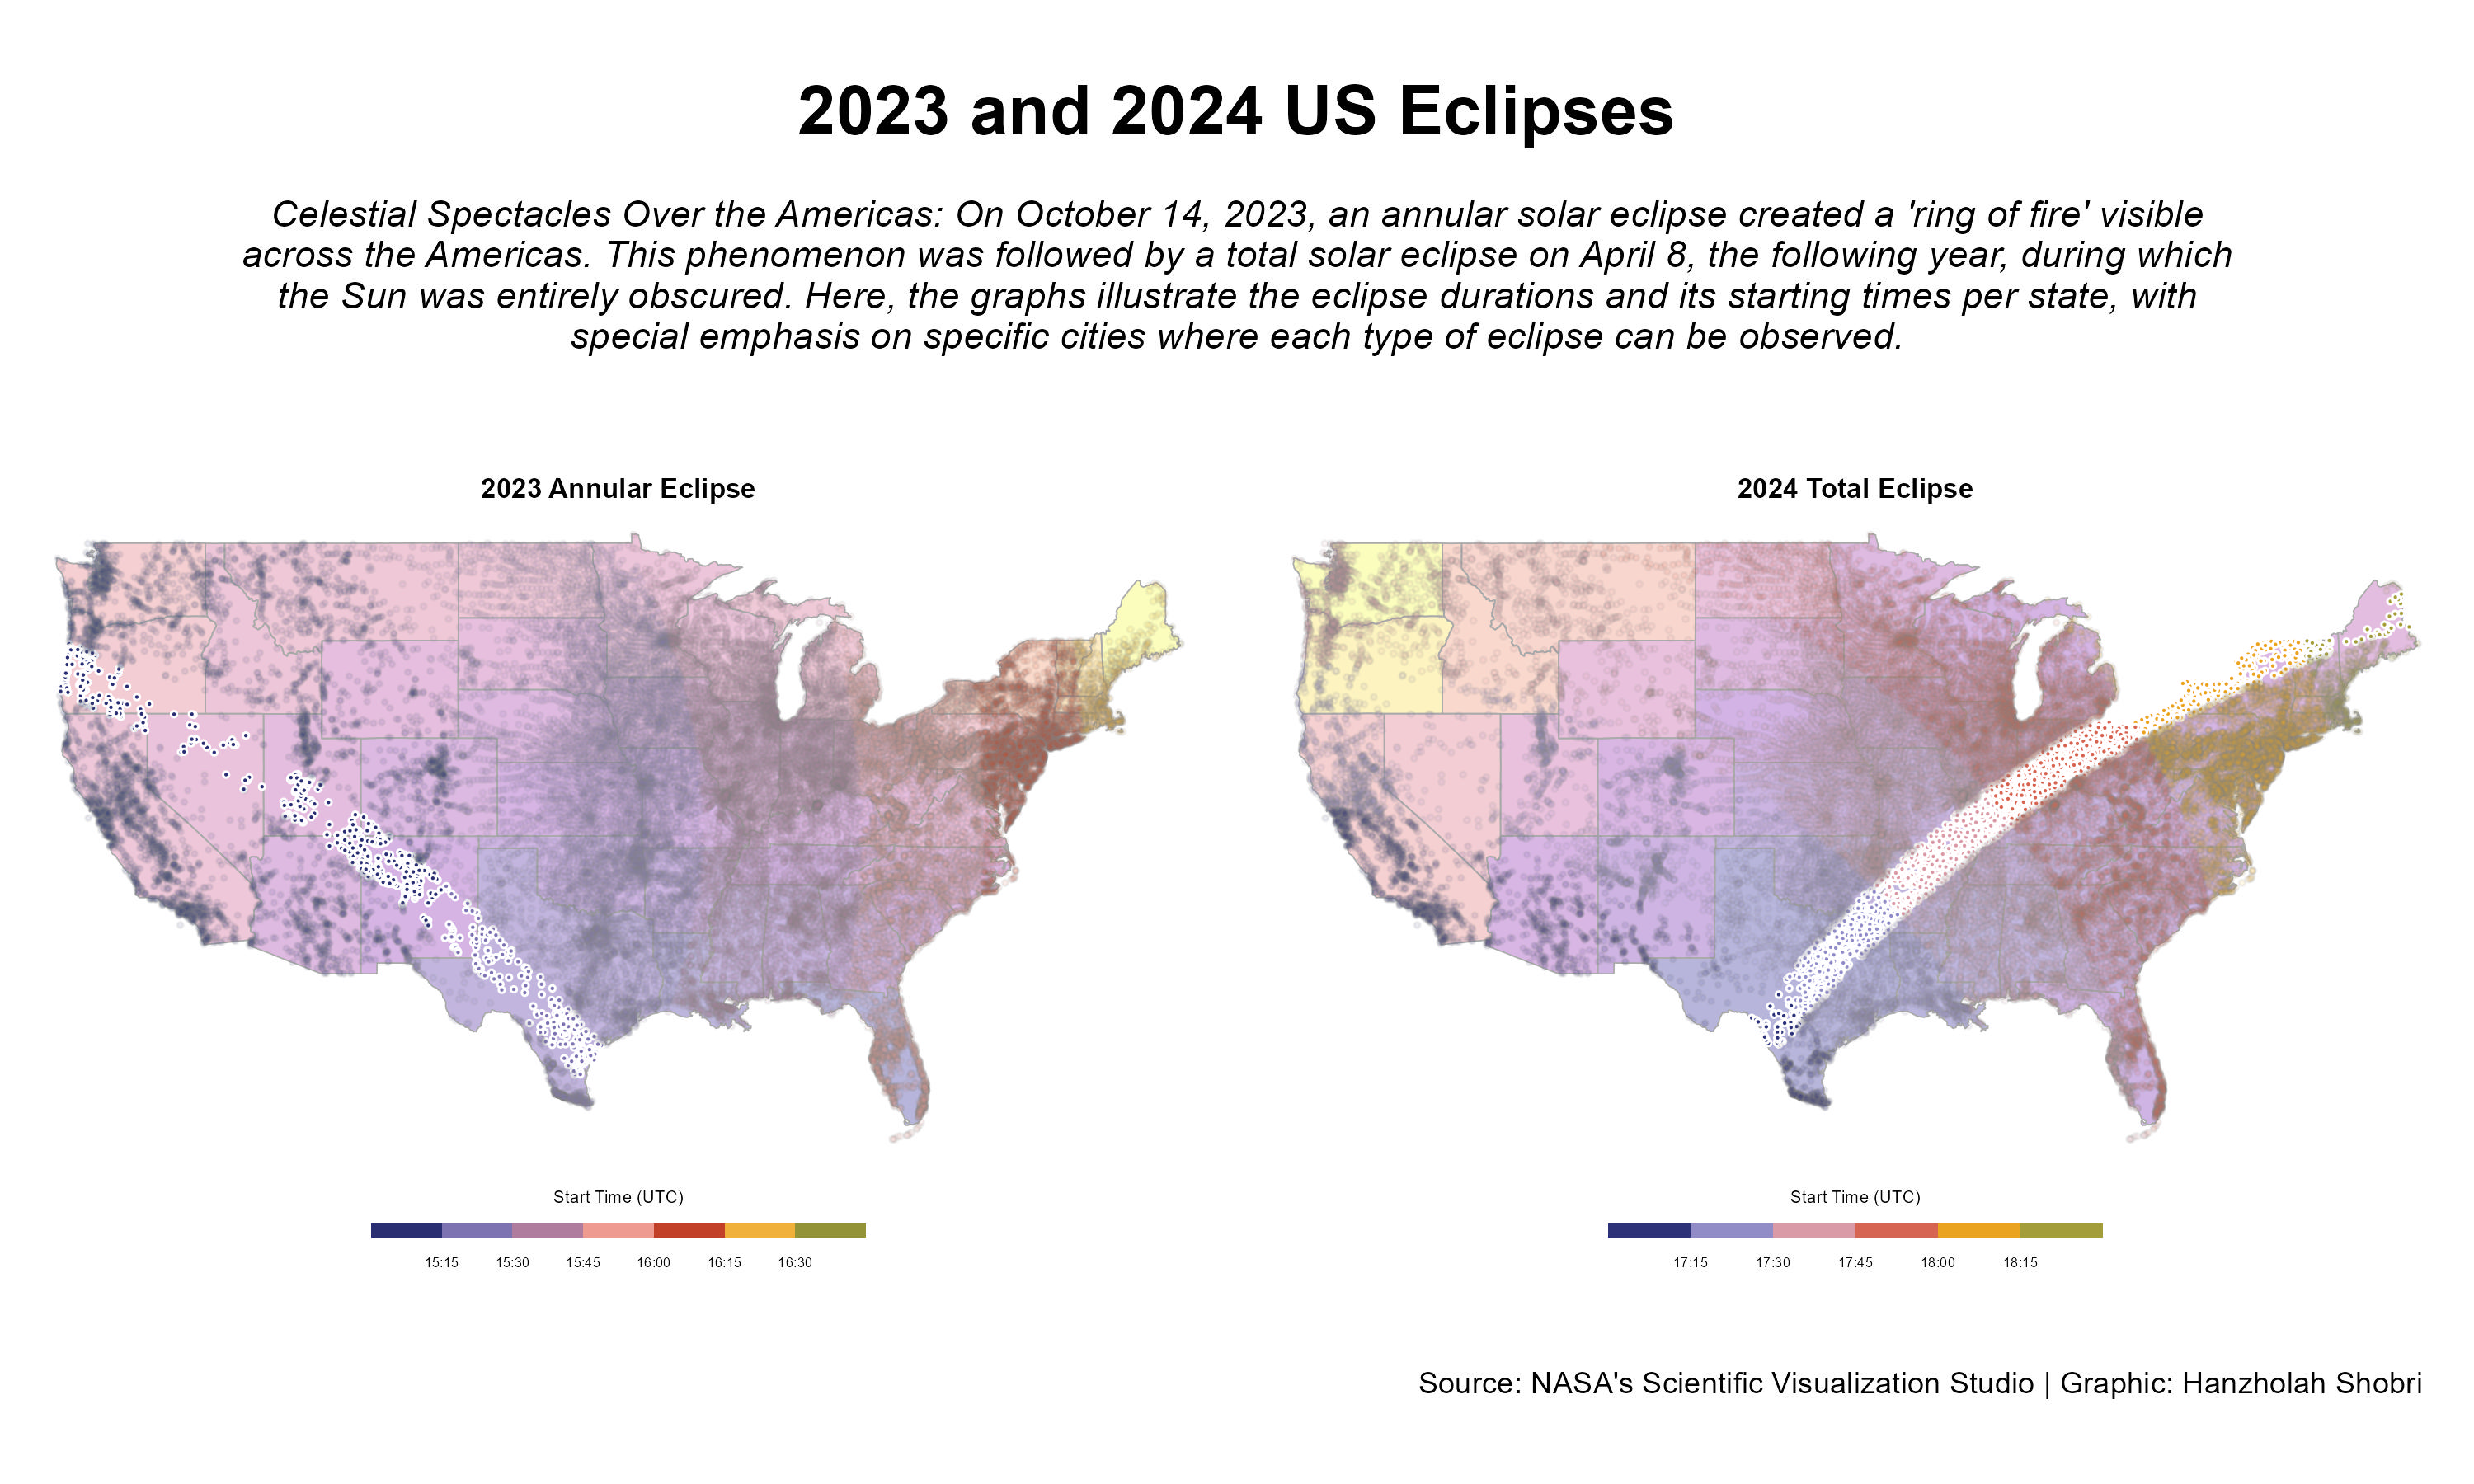 2023 and 2024 US Eclipses
Celestial Spectacles Over the Americas: On October 14, 2023, an annular solar eclipse created a 'ring of fire' visible
across the Americas. This phenomenon was followed by a total solar eclipse on April 8, the following year, during which
the Sun was entirely obscured. Here, the graphs illustrate the eclipse durations and its starting times per state, with
special emphasis on specific cities where each type of eclipse can be observed.
2023 Annular Eclipse
Start Time (UTC)
15:15 15:30 15:45 16:00 16:15 16:30
2024 Total Eclipse
Start Time (UTC)
17:15 17:30 17:45 18:00 18:15
Source: NASA's Scientific Visualization Studio | Graphic: Hanzholah Shobri